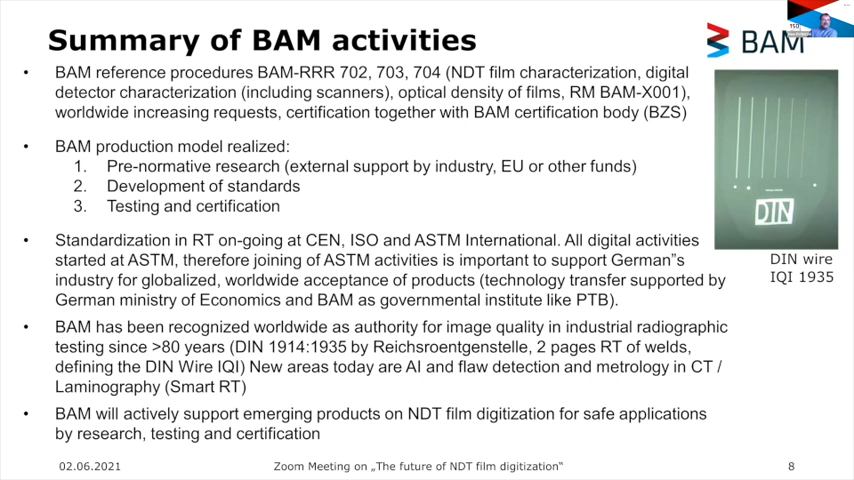 Summary of BAM activities
BAM
• BAM reference procedures BAM-RRR 702, 703, 704 (NDT film characterization, digital
detector characterization (including scanners), optical density of films, RM BAM-X001),
worldwide increasing requests, certification together with BAM certification body (BZS)
• BAM production model realized:
1. Pre-normative research (external support by industry, EU or other funds)
2. Development of standards
3. Testing and certification
• Standardization in RT on-going at CEN, ISO and ASTM International. All digital activities
started at ASTM, therefore joining of ASTM activities is important to support German"s
industry for globalized, worldwide acceptance of products (technology transfer supported by
German ministry of Economics and BAM as governmental institute like PTB).
• BAM has been recognized worldwide as authority for image quality in industrial radiographic
testing since >80 years (DIN 1914:1935 by Reichsroentgenstelle, 2 pages RT of welds,
defining the DIN Wire IQI) New areas today are AI and flaw detection and metrology in CT /
Laminography (Smart RT)
• BAM will actively support emerging products on NDT film digitization for safe applications
by research, testing and certification
DIN
DIN wire
IQI 1935
02.06.2021
Zoom Meeting on „The future of NDT film digitization“
8